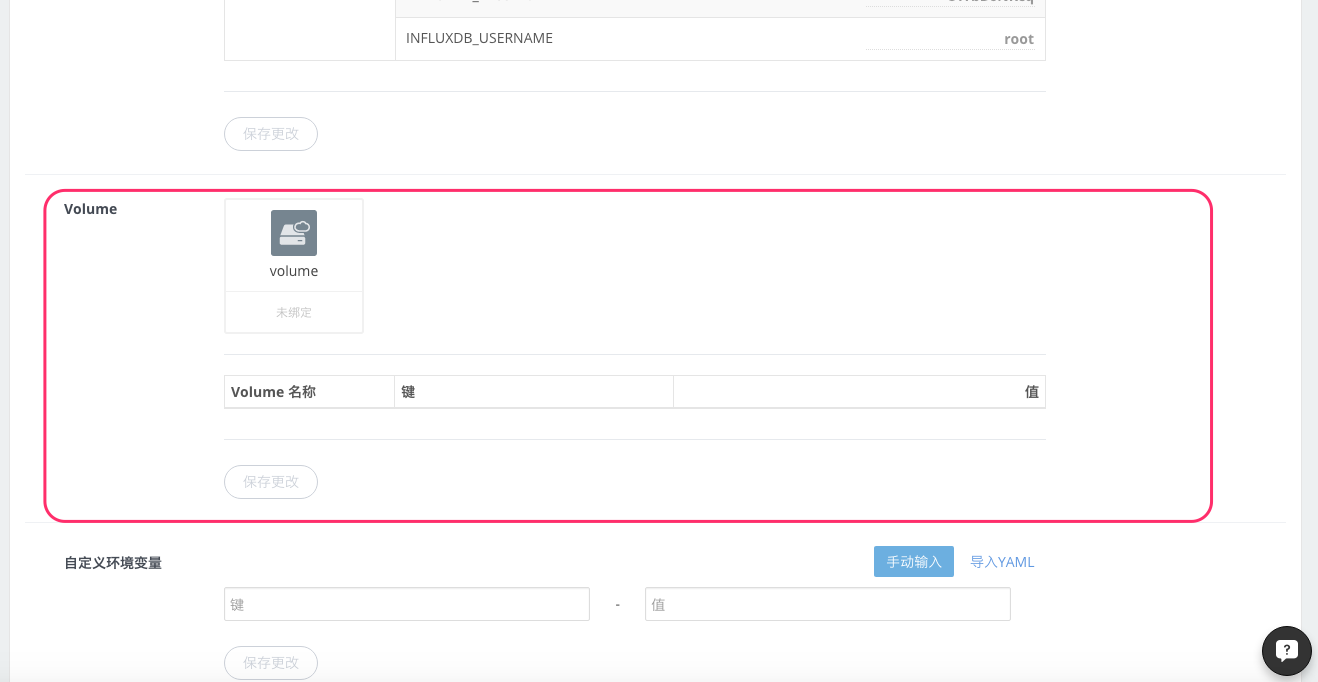 INFLUXDB_USERNAME root
保存更改
Volume
volume
未绑定
Volume 名称 键 值
保存更改
自定义环境变量 手动输入 导入YAML
键 - 值
保存更改
?